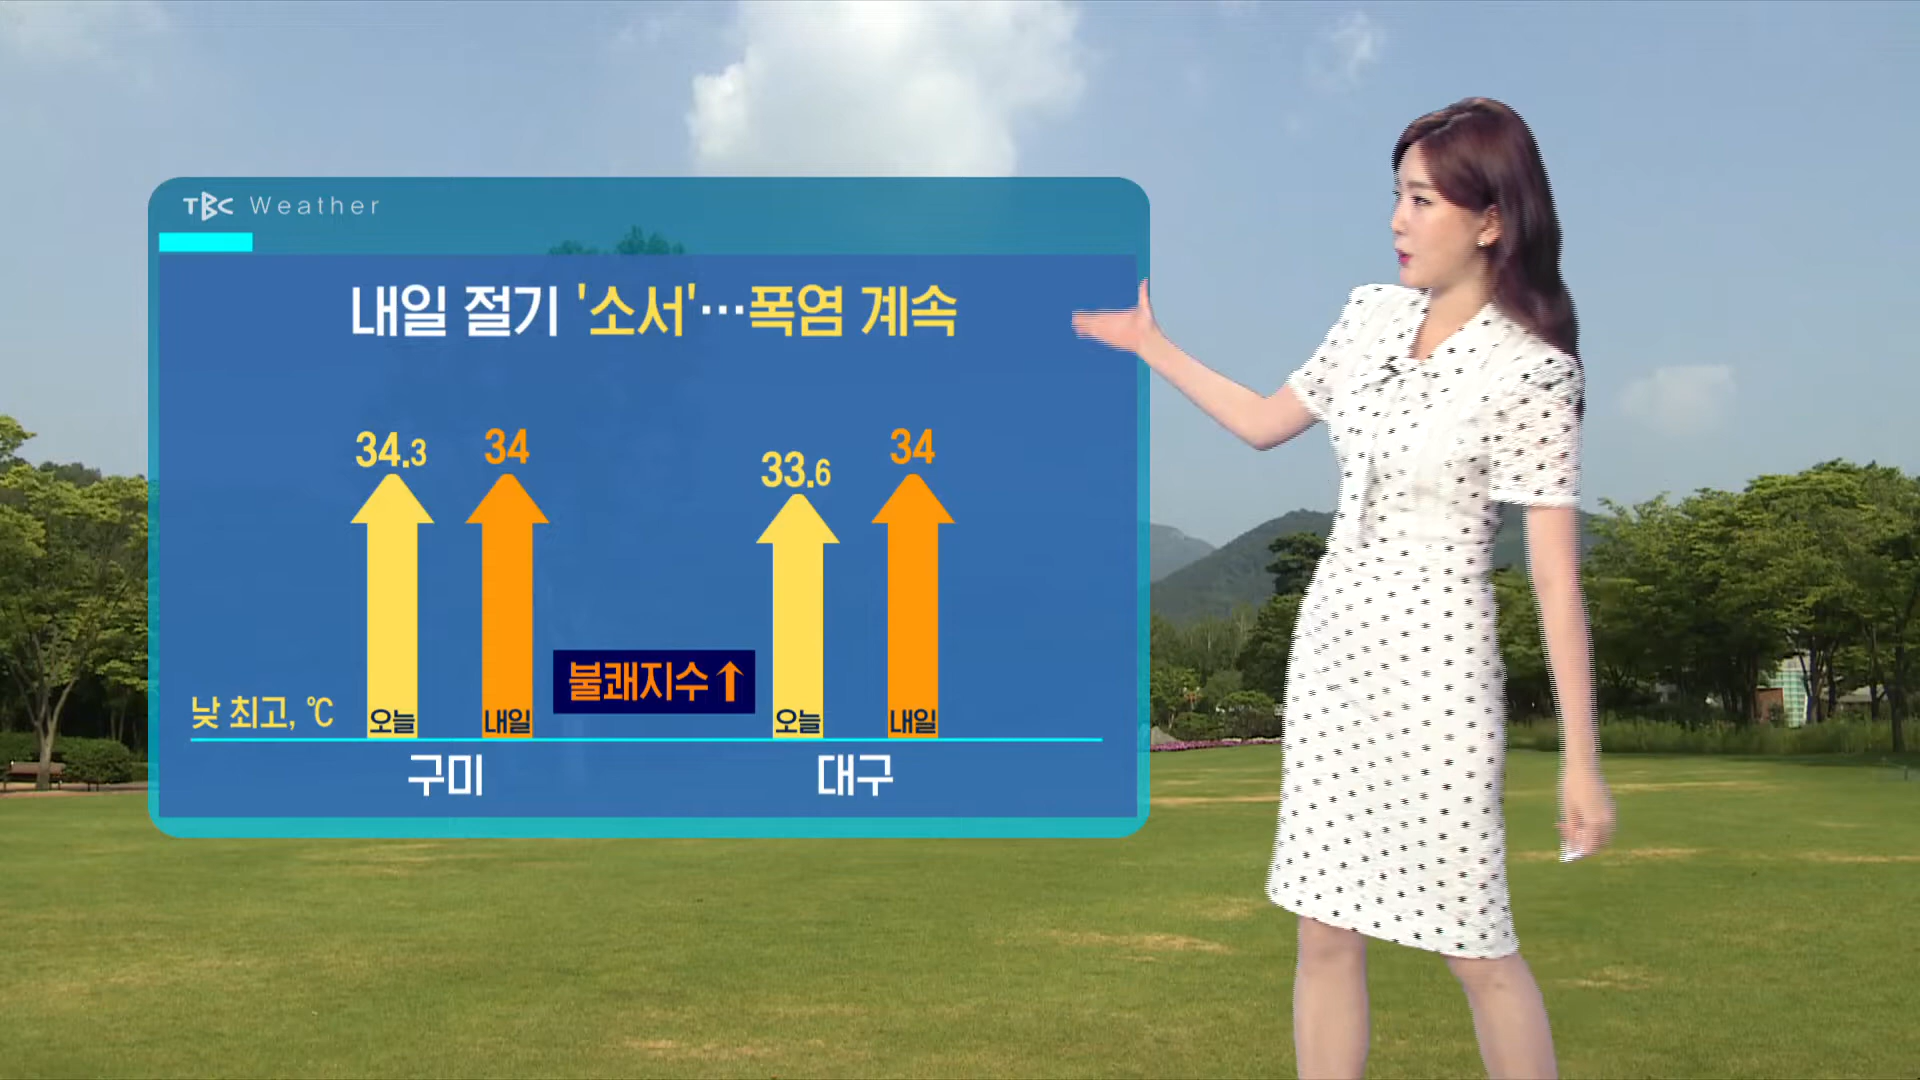 TBC Weather
내일 절기 '소서'…폭염 계속
34.3 34 33.6 34
불쾌지수↑
낮 최고, ℃
오늘 내일 오늘 내일
구미 대구